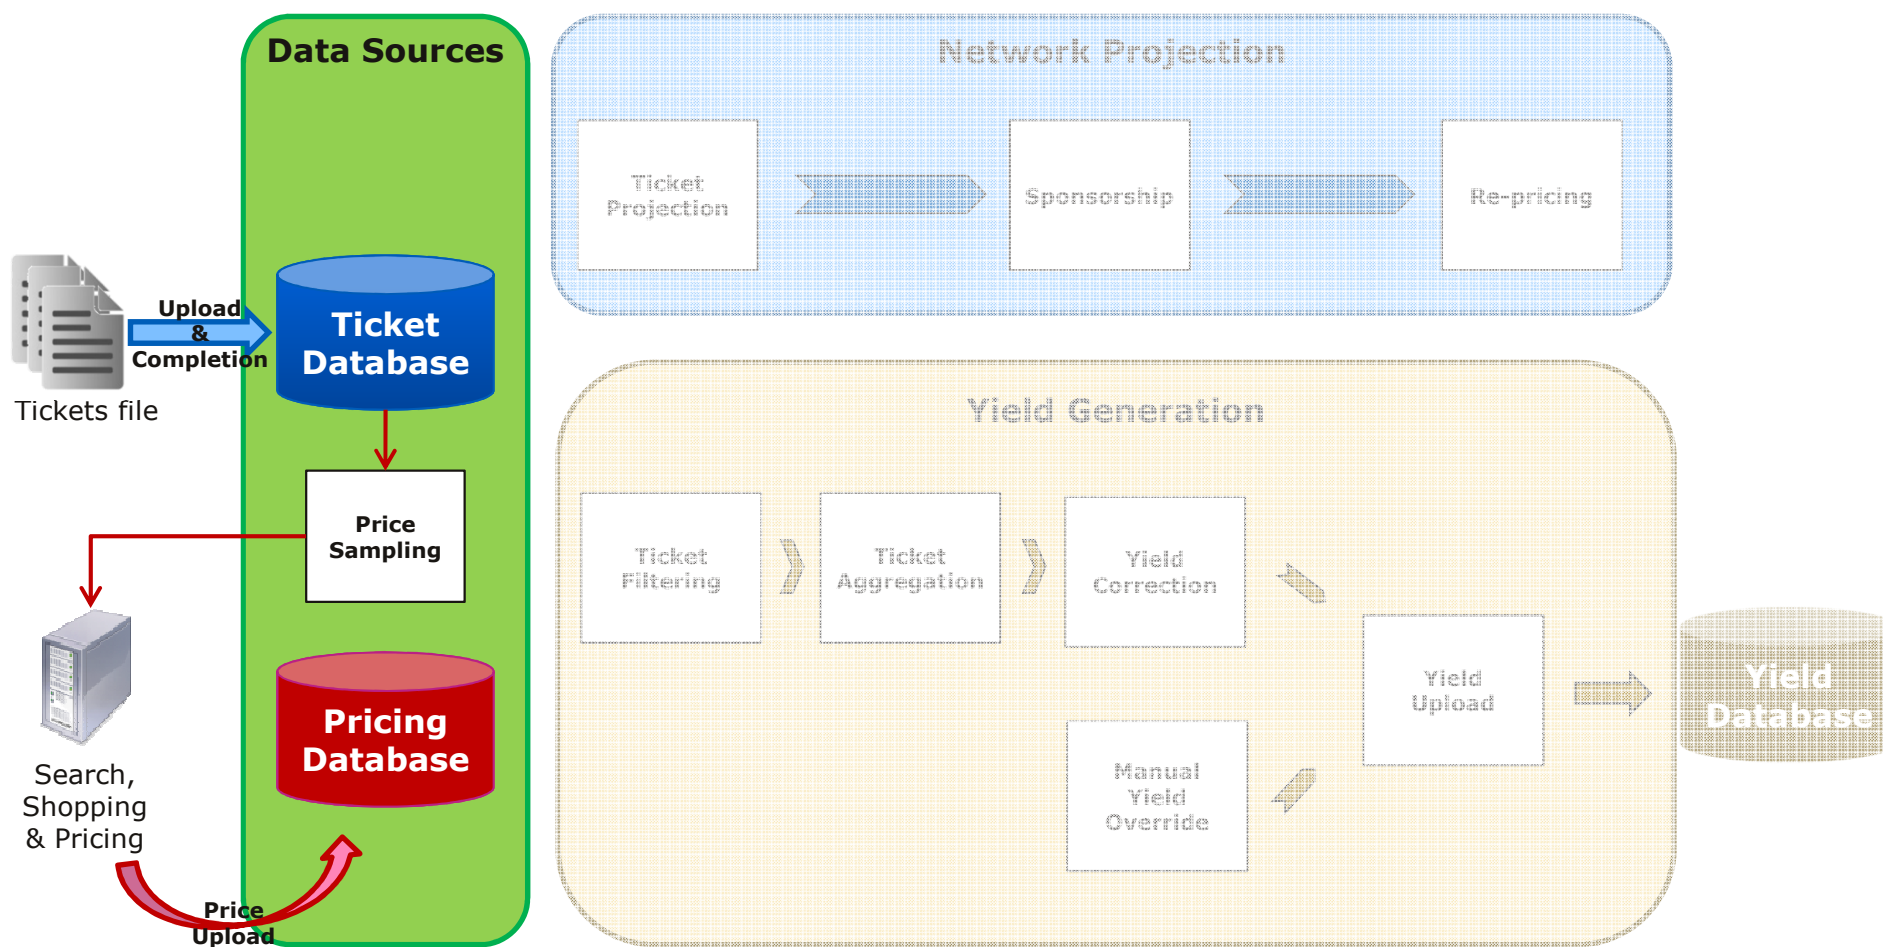 Data Sources
Network Projection
Ticket
Projection
Sponsorship
Re-pricing
Upload
&
Completion
Tickets file
Ticket
Database
Price
Sampling
Search,
Shopping
& Pricing
Pricing
Database
Price
Upload
Yield Generation
Ticket
Filtering
Ticket
Aggregation
Yield
Correction
Manual
Yield
Override
Yield
Upload
Yield
Database